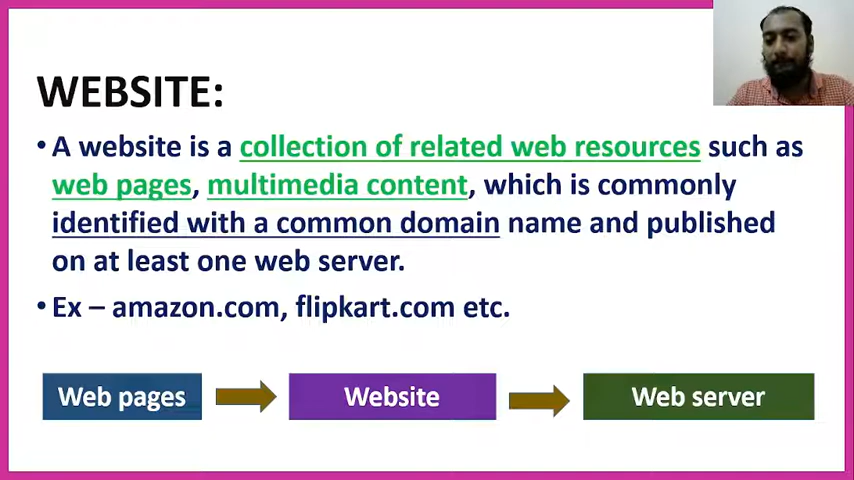 WEBSITE:
• A website is a collection of related web resources such as
web pages, multimedia content, which is commonly
identified with a common domain name and published
on at least one web server.
• Ex – amazon.com, flipkart.com etc.
Web pages
Website
Web server